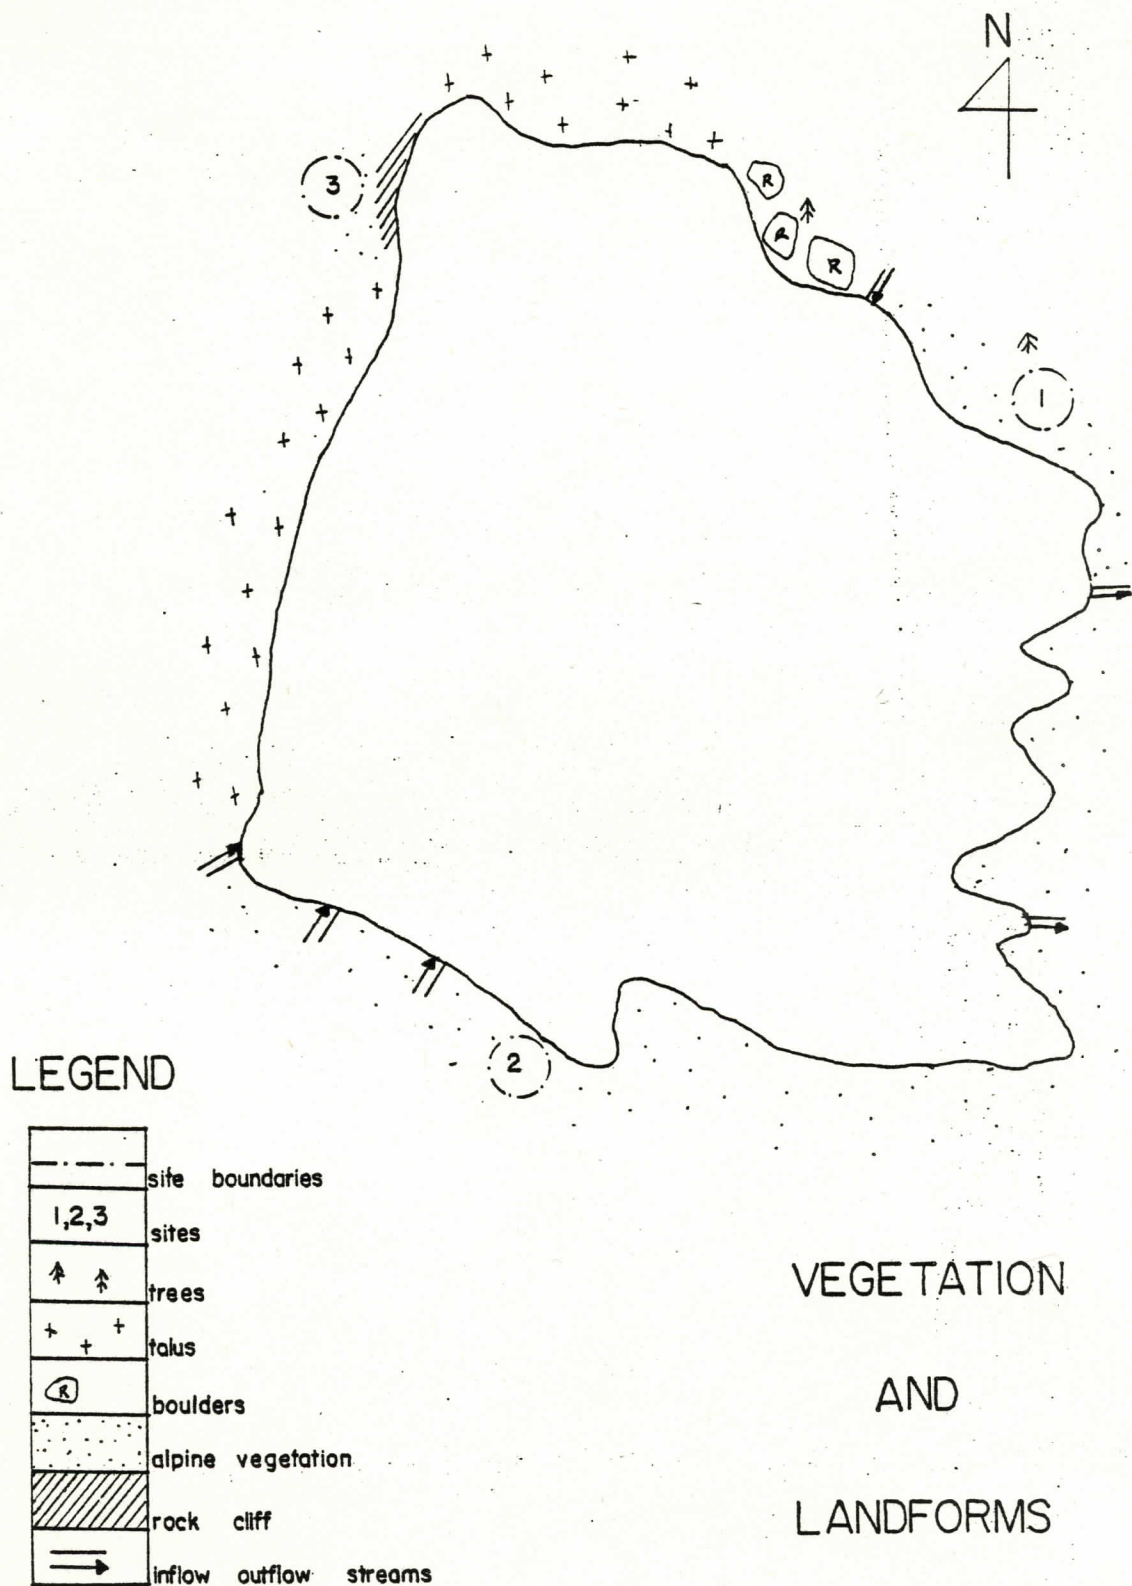 N
3
R
R
R
1
2
LEGEND
site boundaries
1,2,3
sites
trees
talus
R
boulders
alpine vegetation
rock cliff
inflow outflow streams
VEGETATION
AND
LANDFORMS